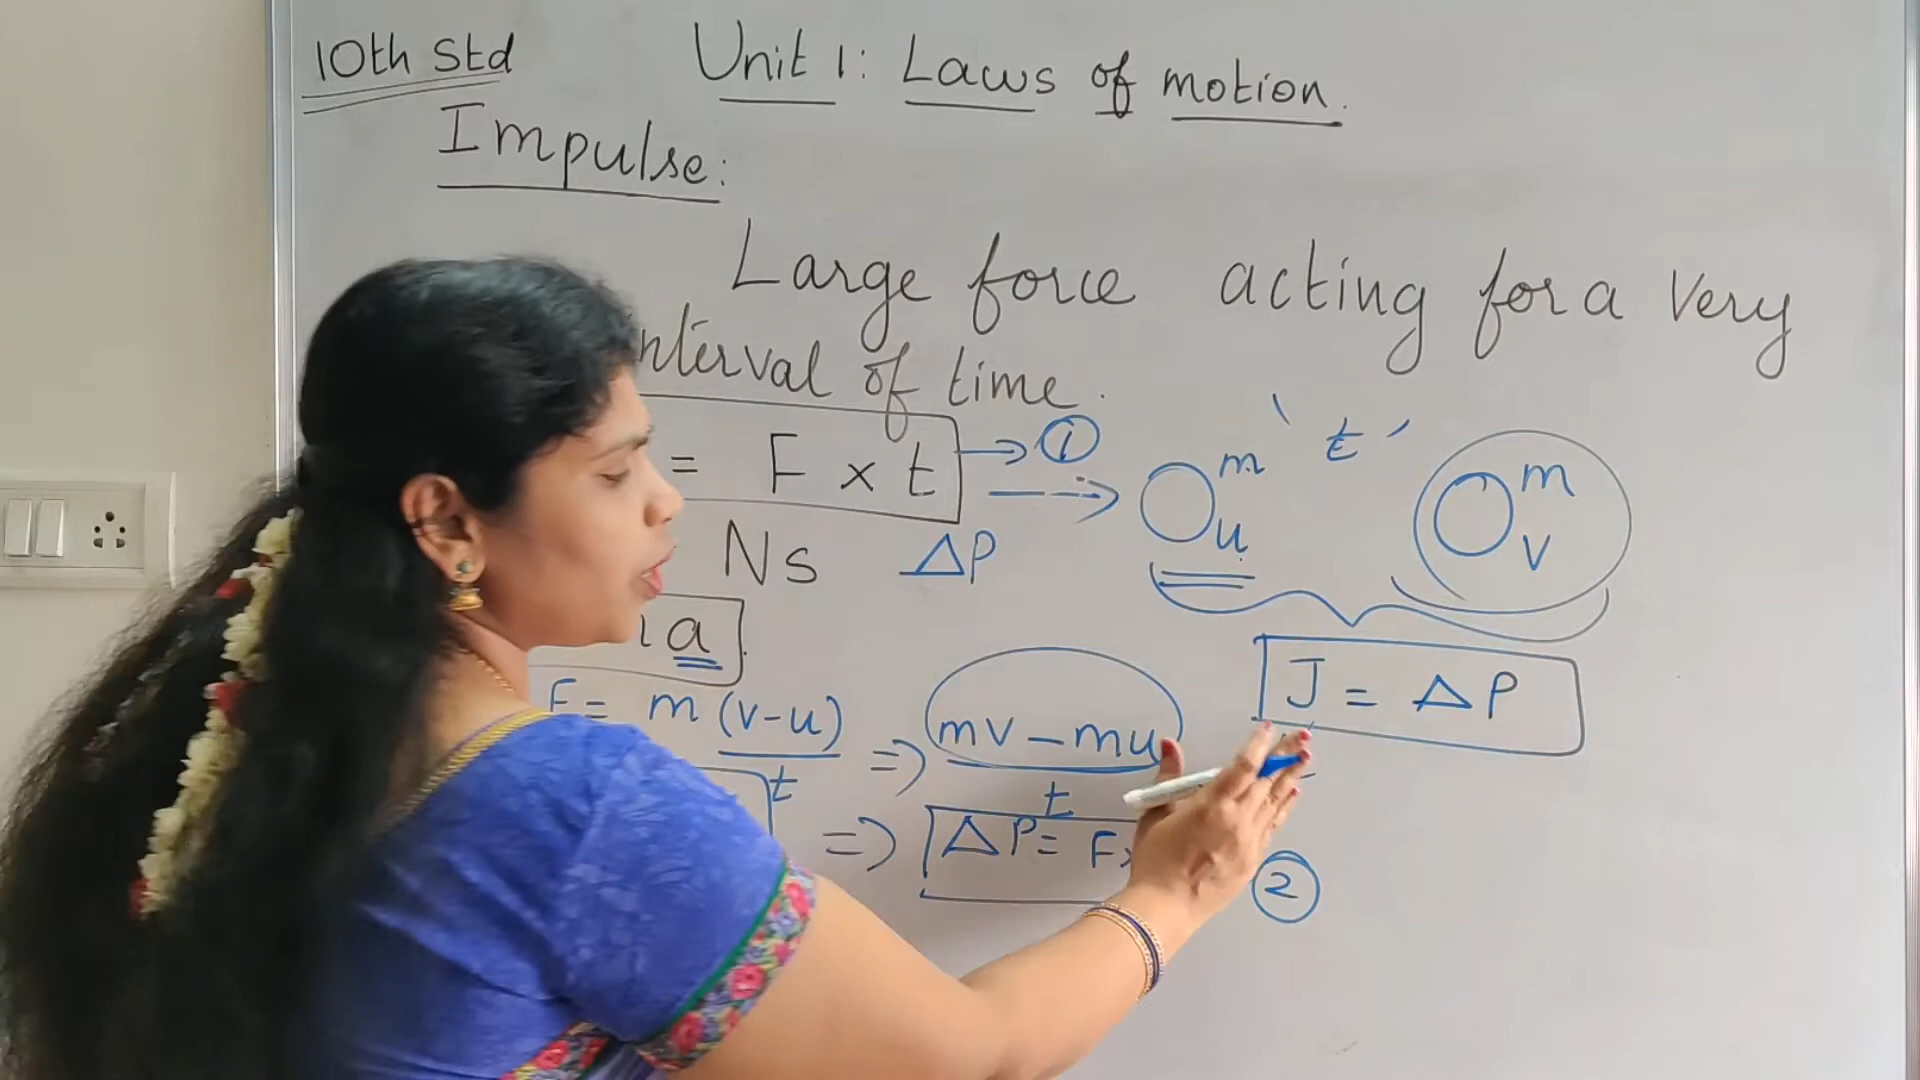 10th Std
Unit 1: Laws of motion.
Impulse:
Large force acting for a very
interval of time.
= F x t → ①
m 't' m
u v
Ns ΔP
a
J = ΔP
F = m (v-u) => mv - mu
t t
=> ΔP = F
②